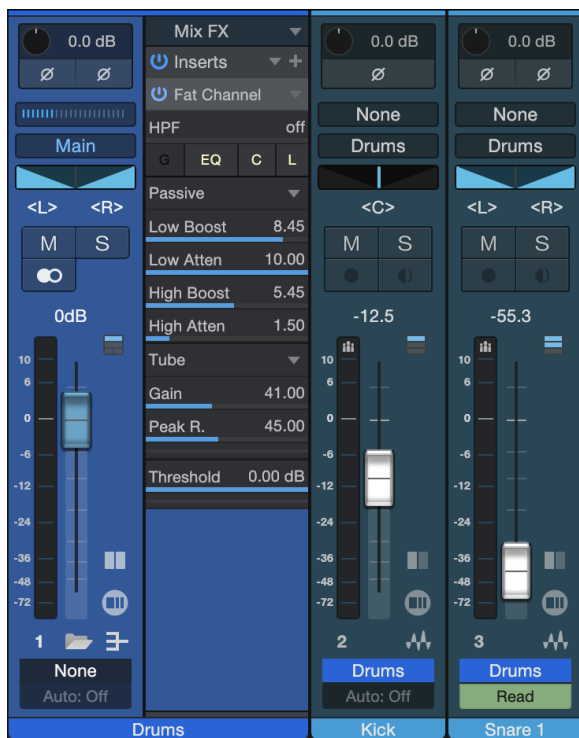 0.0 dB
Ø Ø
Main
<L> <R>
M S
0dB
10
6
0
-6
-12
-24
-36
-48
-72
1
None
Auto: Off
Drums
Mix FX
Inserts
Fat Channel
HPF off
G EQ C L
Passive
Low Boost 8.45
Low Atten 10.00
High Boost 5.45
High Atten 1.50
Tube
Gain 41.00
Peak R. 45.00
Threshold 0.00 dB
0.0 dB
Ø
None
Drums
<C>
M S
-12.5
10
6
0
-6
-12
-24
-36
-48
-72
2
Drums
Auto: Off
Kick
0.0 dB
Ø
None
Drums
<L> <R>
M S
-55.3
10
6
0
-6
-12
-24
-36
-48
-72
3
Drums
Read
Snare 1